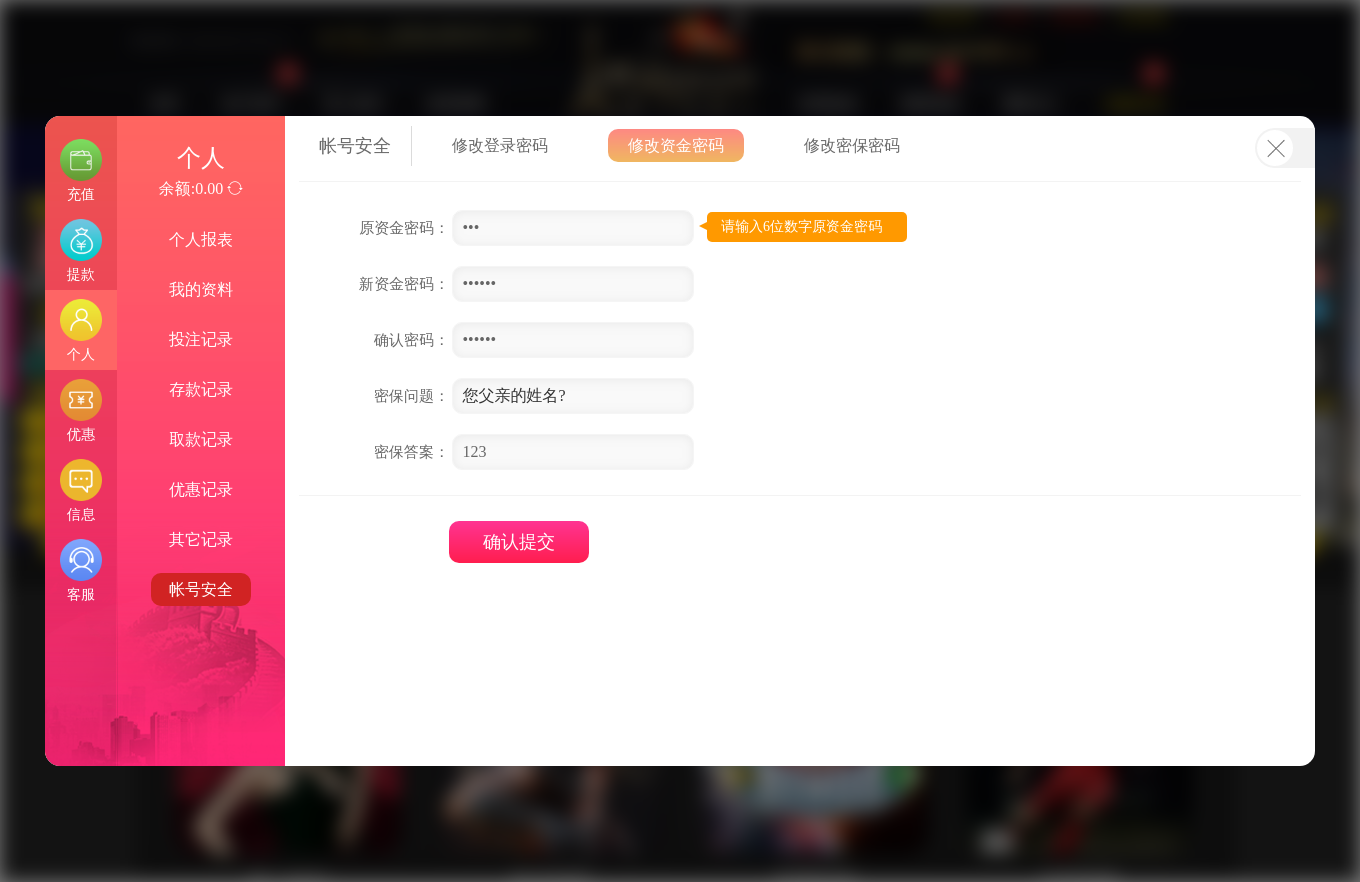 充值
提款
个人
优惠
信息
客服
个人
余额:0.00
个人报表
我的资料
投注记录
存款记录
取款记录
优惠记录
其它记录
帐号安全
帐号安全
修改登录密码
修改资金密码
修改密保密码
原资金密码：
•••
请输入6位数字原资金密码
新资金密码：
••••••
确认密码：
••••••
密保问题：
您父亲的姓名?
密保答案：
123
确认提交